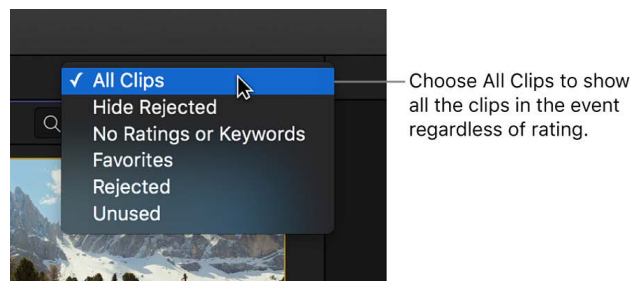 ✓ All Clips
Hide Rejected
No Ratings or Keywords
Favorites
Rejected
Unused
Choose All Clips to show
all the clips in the event
regardless of rating.